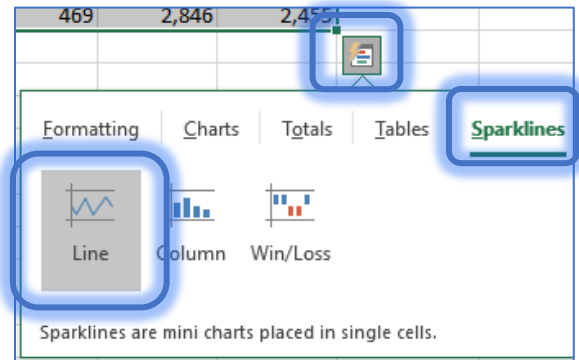 469 2,846 2,455
Formatting Charts Totals Tables Sparklines
Line Column Win/Loss
Sparklines are mini charts placed in single cells.